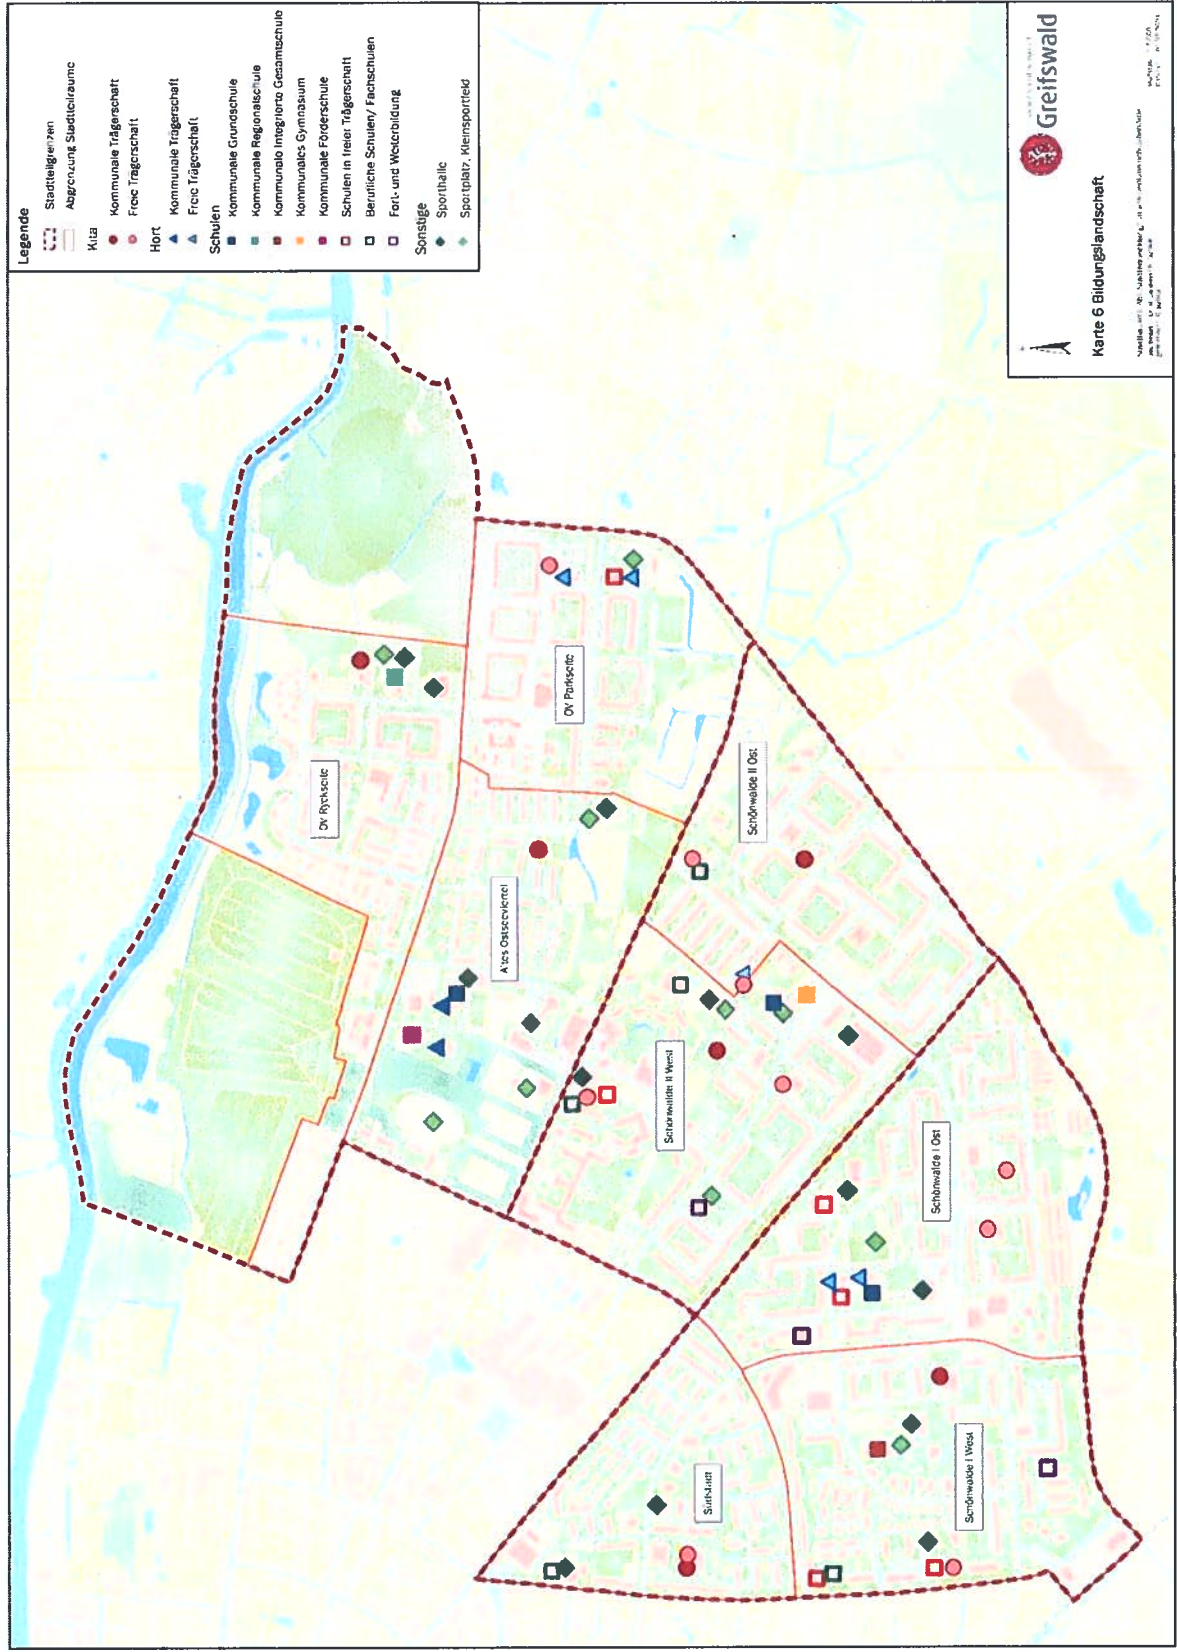 Legende
Stadtteilgrenzen
Abgrenzung Stadtteilräume
Kita
Kommunale Trägerschaft
Freie Trägerschaft
Hort
Kommunale Trägerschaft
Freie Trägerschaft
Schulen
Kommunale Grundschule
Kommunale Regionalschule
Kommunale Integrierte Gesamtschule
Kommunales Gymnasium
Kommunale Förderschule
Schulen in freier Trägerschaft
Berufliche Schulen/ Fachschulen
Fort- und Weiterbildung
Sonstige
Sporthalle
Sportplatz, Kleinsportfeld
OV Ryckseite
OV Parkseite
Altes Ostseeviertel
Schönwalde II Ost
Schönwalde II West
Schönwalde I Ost
Schönwalde I West
Südstadt
Greifswald
Karte 6 Bildungslandschaft